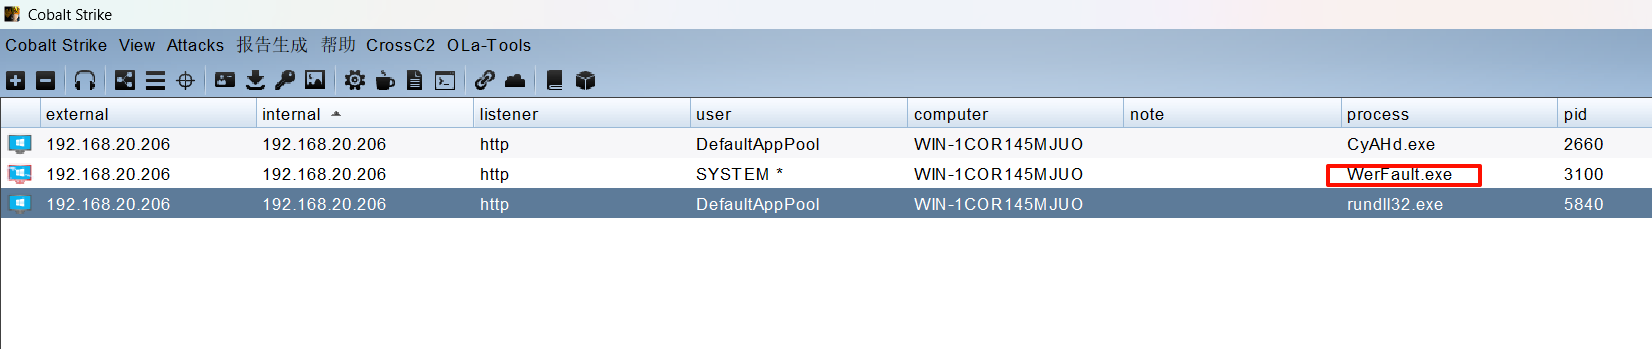 Cobalt Strike
Cobalt Strike View Attacks 报告生成 帮助 CrossC2 OLa-Tools
external internal listener user computer note process pid
192.168.20.206 192.168.20.206 http DefaultAppPool WIN-1COR145MJUO CyAHd.exe 2660
192.168.20.206 192.168.20.206 http SYSTEM * WIN-1COR145MJUO WerFault.exe 3100
192.168.20.206 192.168.20.206 http DefaultAppPool WIN-1COR145MJUO rundll32.exe 5840